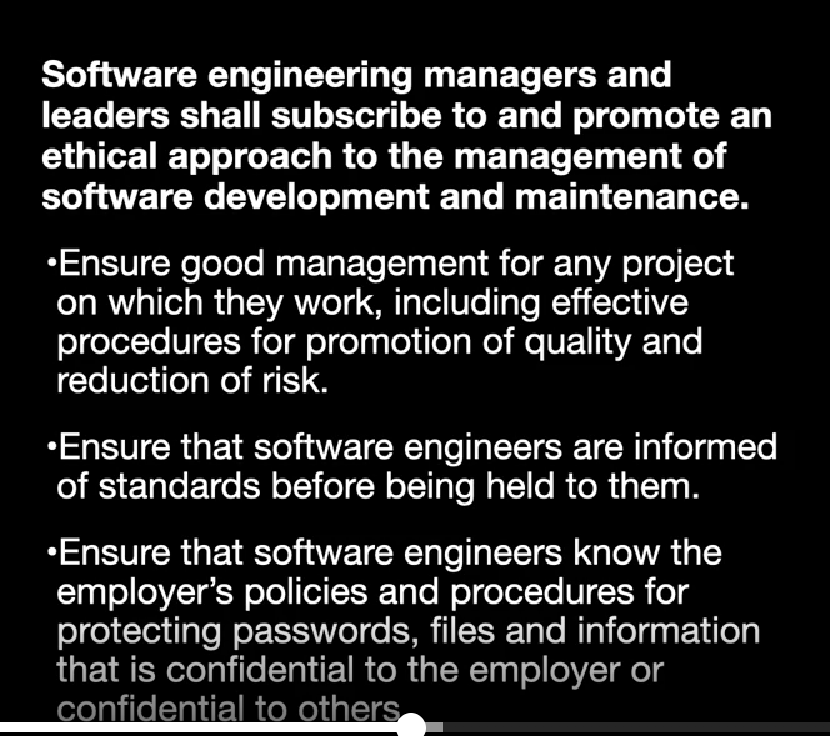 Software engineering managers and
leaders shall subscribe to and promote an
ethical approach to the management of
software development and maintenance.
•Ensure good management for any project
on which they work, including effective
procedures for promotion of quality and
reduction of risk.
•Ensure that software engineers are informed
of standards before being held to them.
•Ensure that software engineers know the
employer’s policies and procedures for
protecting passwords, files and information
that is confidential to the employer or
confidential to others